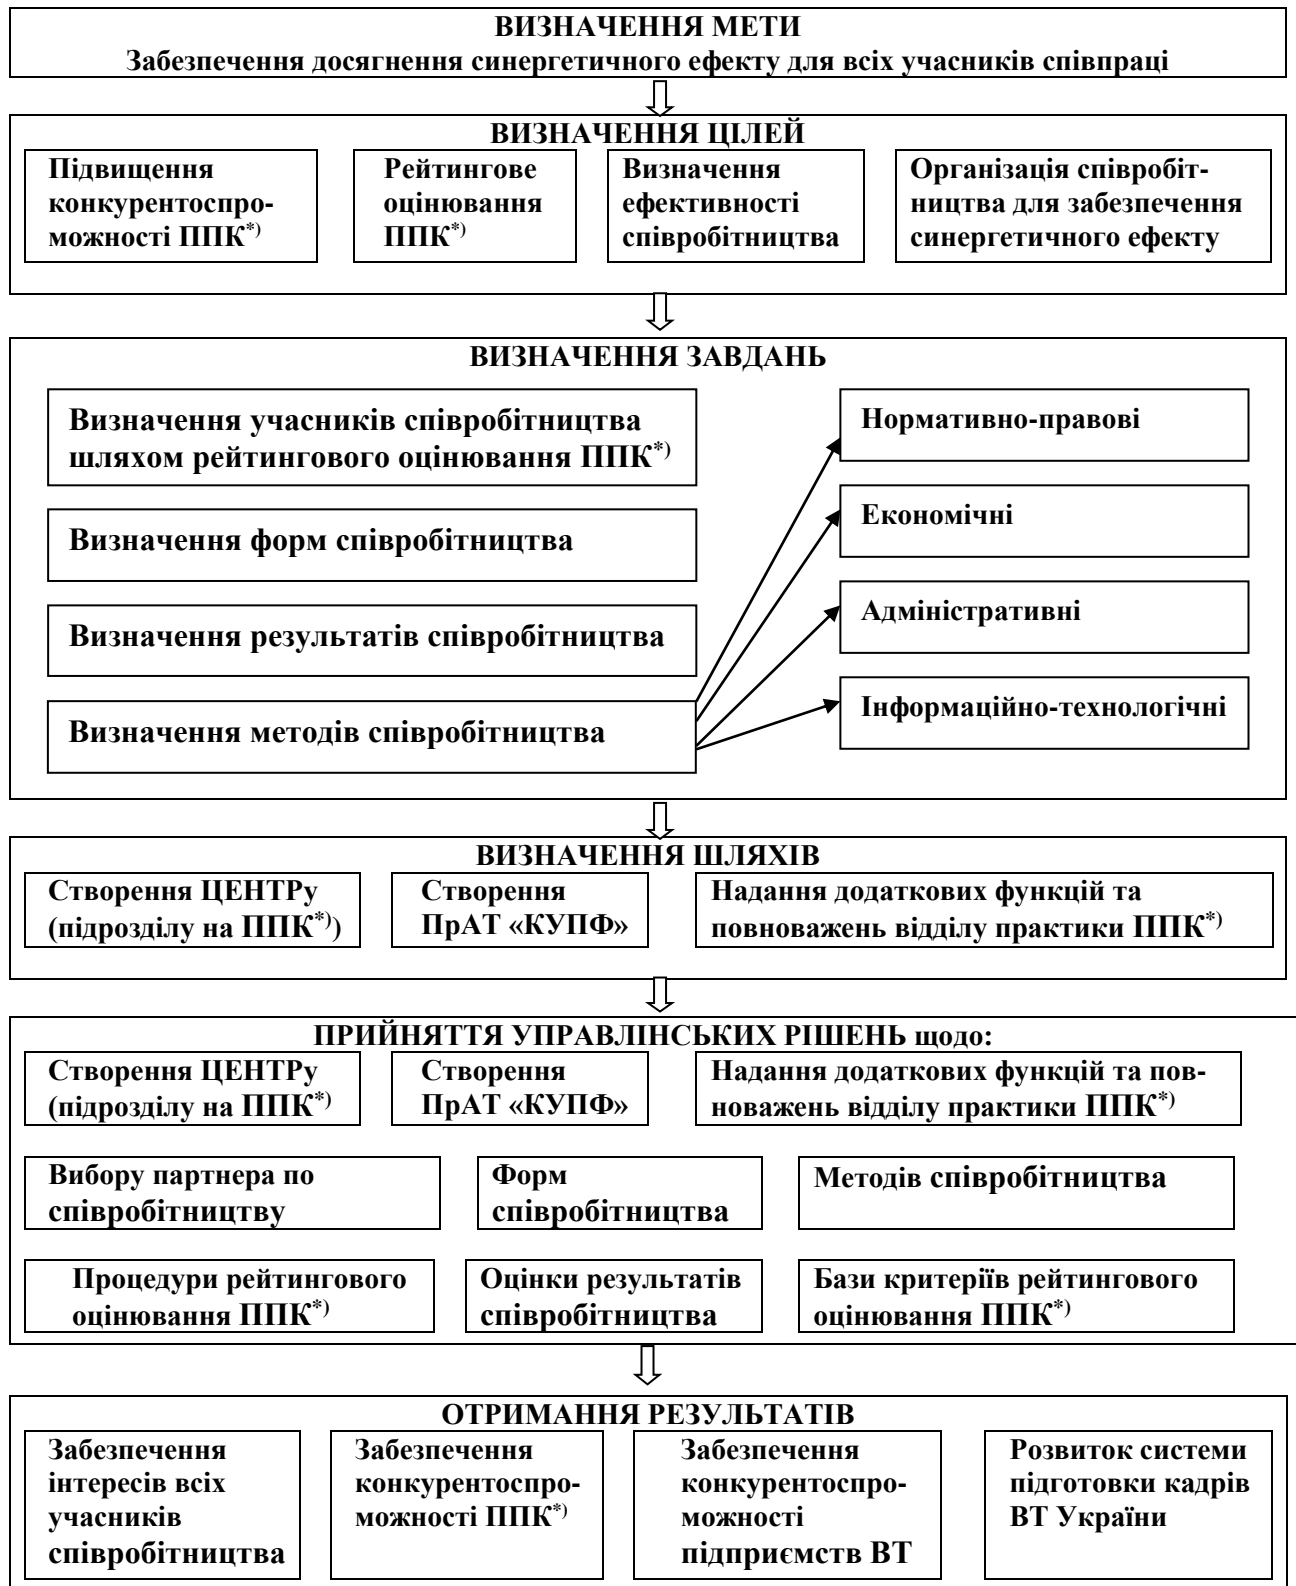 ВИЗНАЧЕННЯ МЕТИ
Забезпечення досягнення синергетичного ефекту для всіх учасників співпраці
ВИЗНАЧЕННЯ ЦІЛЕЙ
Підвищення
конкурентоспро-
можності ППК*)
Рейтингове
оцінювання
ППК*)
Визначення
ефективності
співробітництва
Організація співробіт-
ництва для забезпечення
синергетичного ефекту
ВИЗНАЧЕННЯ ЗАВДАНЬ
Визначення учасників співробітництва
шляхом рейтингового оцінювання ППК*)
Визначення форм співробітництва
Визначення результатів співробітництва
Визначення методів співробітництва
Нормативно-правові
Економічні
Адміністративні
Інформаційно-технологічні
ВИЗНАЧЕННЯ ШЛЯХІВ
Створення ЦЕНТРу
(підрозділу на ППК*))
Створення
ПрАТ «КУПФ»
Надання додаткових функцій та
повноважень відділу практики ППК*)
ПРИЙНЯТТЯ УПРАВЛІНСЬКИХ РІШЕНЬ щодо:
Створення ЦЕНТРу
(підрозділу на ППК*)
Створення
ПрАТ «КУПФ»
Надання додаткових функцій та пов-
новажень відділу практики ППК*)
Вибору партнера по
співробітництву
Форм
співробітництва
Методів співробітництва
Процедури рейтингового
оцінювання ППК*)
Оцінки результатів
співробітництва
Бази критеріїв рейтингового
оцінювання ППК*)
ОТРИМАННЯ РЕЗУЛЬТАТІВ
Забезпечення
інтересів всіх
учасників
співробітництва
Забезпечення
конкурентоспро-
можності ППК*)
Забезпечення
конкурентоспро-
можності
підприємств ВТ
Розвиток системи
підготовки кадрів
ВТ України